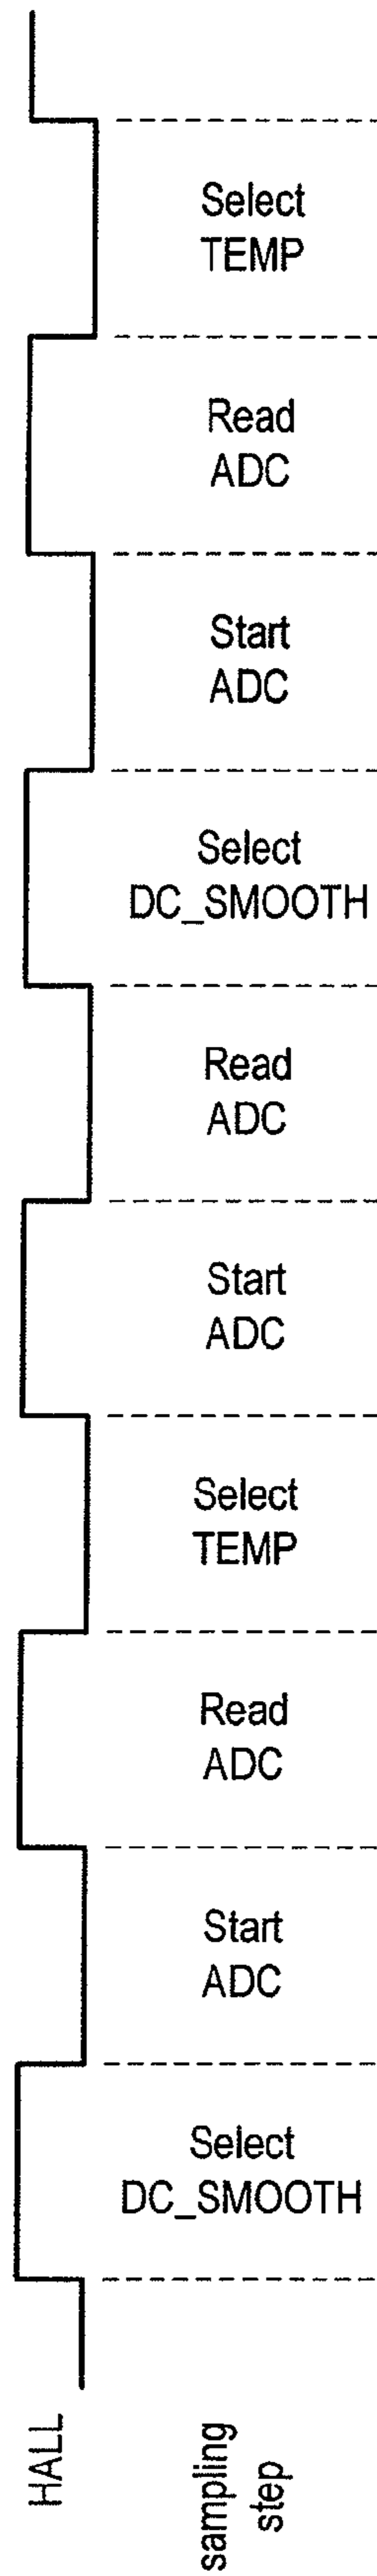 Select
TEMP
Read
ADC
Start
ADC
Select
DC_SMOOTH
Read
ADC
Start
ADC
Select
TEMP
Read
ADC
Start
ADC
Select
DC_SMOOTH
HALL
sampling
step